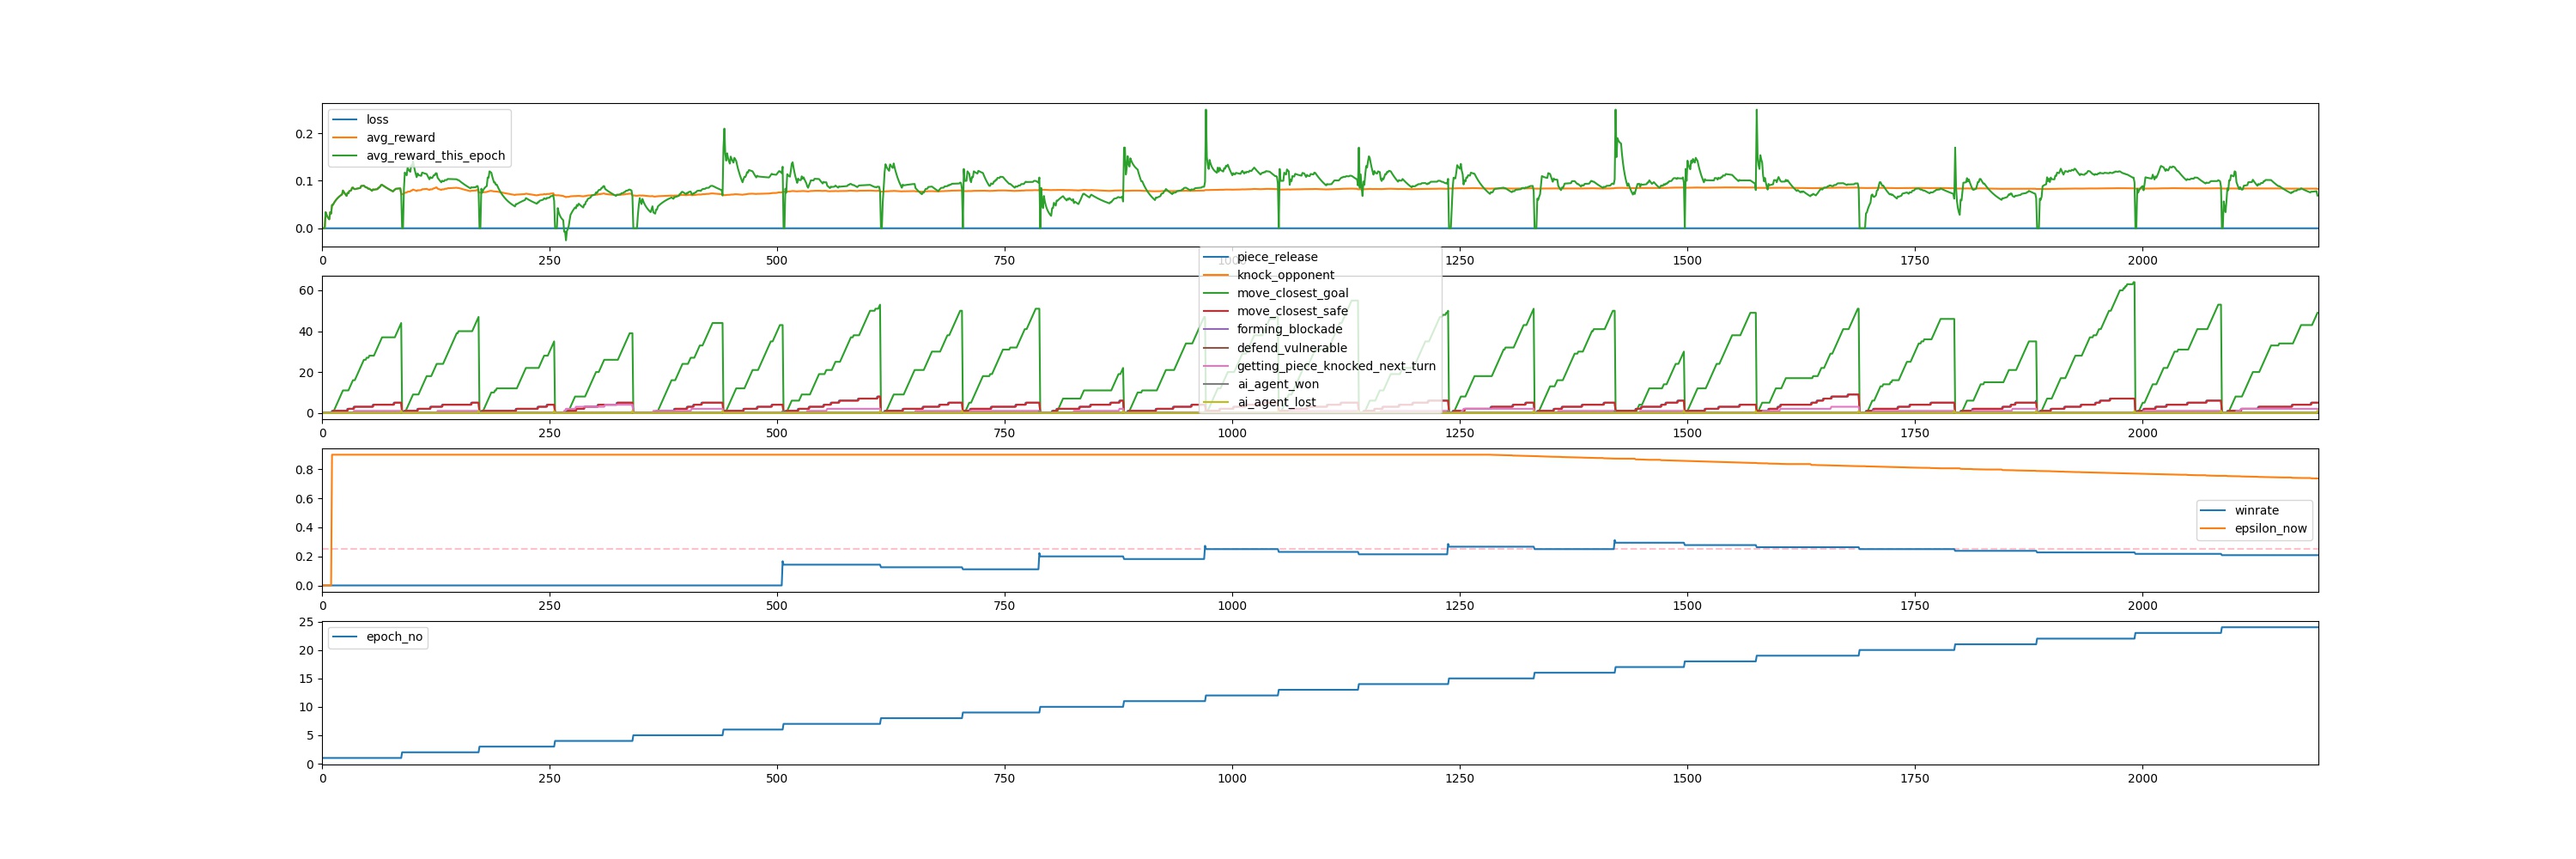 loss
avg_reward
avg_reward_this_epoch
0.2
0.1
0.0
0 250 500 750 1000 1250 1500 1750 2000
piece_release
knock_opponent
move_closest_goal
move_closest_safe
forming_blockade
defend_vulnerable
getting_piece_knocked_next_turn
ai_agent_won
ai_agent_lost
60
40
20
0
0 250 500 750 1000 1250 1500 1750 2000
0.8
0.6
0.4
0.2
0.0
winrate
epsilon_now
0 250 500 750 1000 1250 1500 1750 2000
epoch_no
25
20
15
10
5
0
0 250 500 750 1000 1250 1500 1750 2000